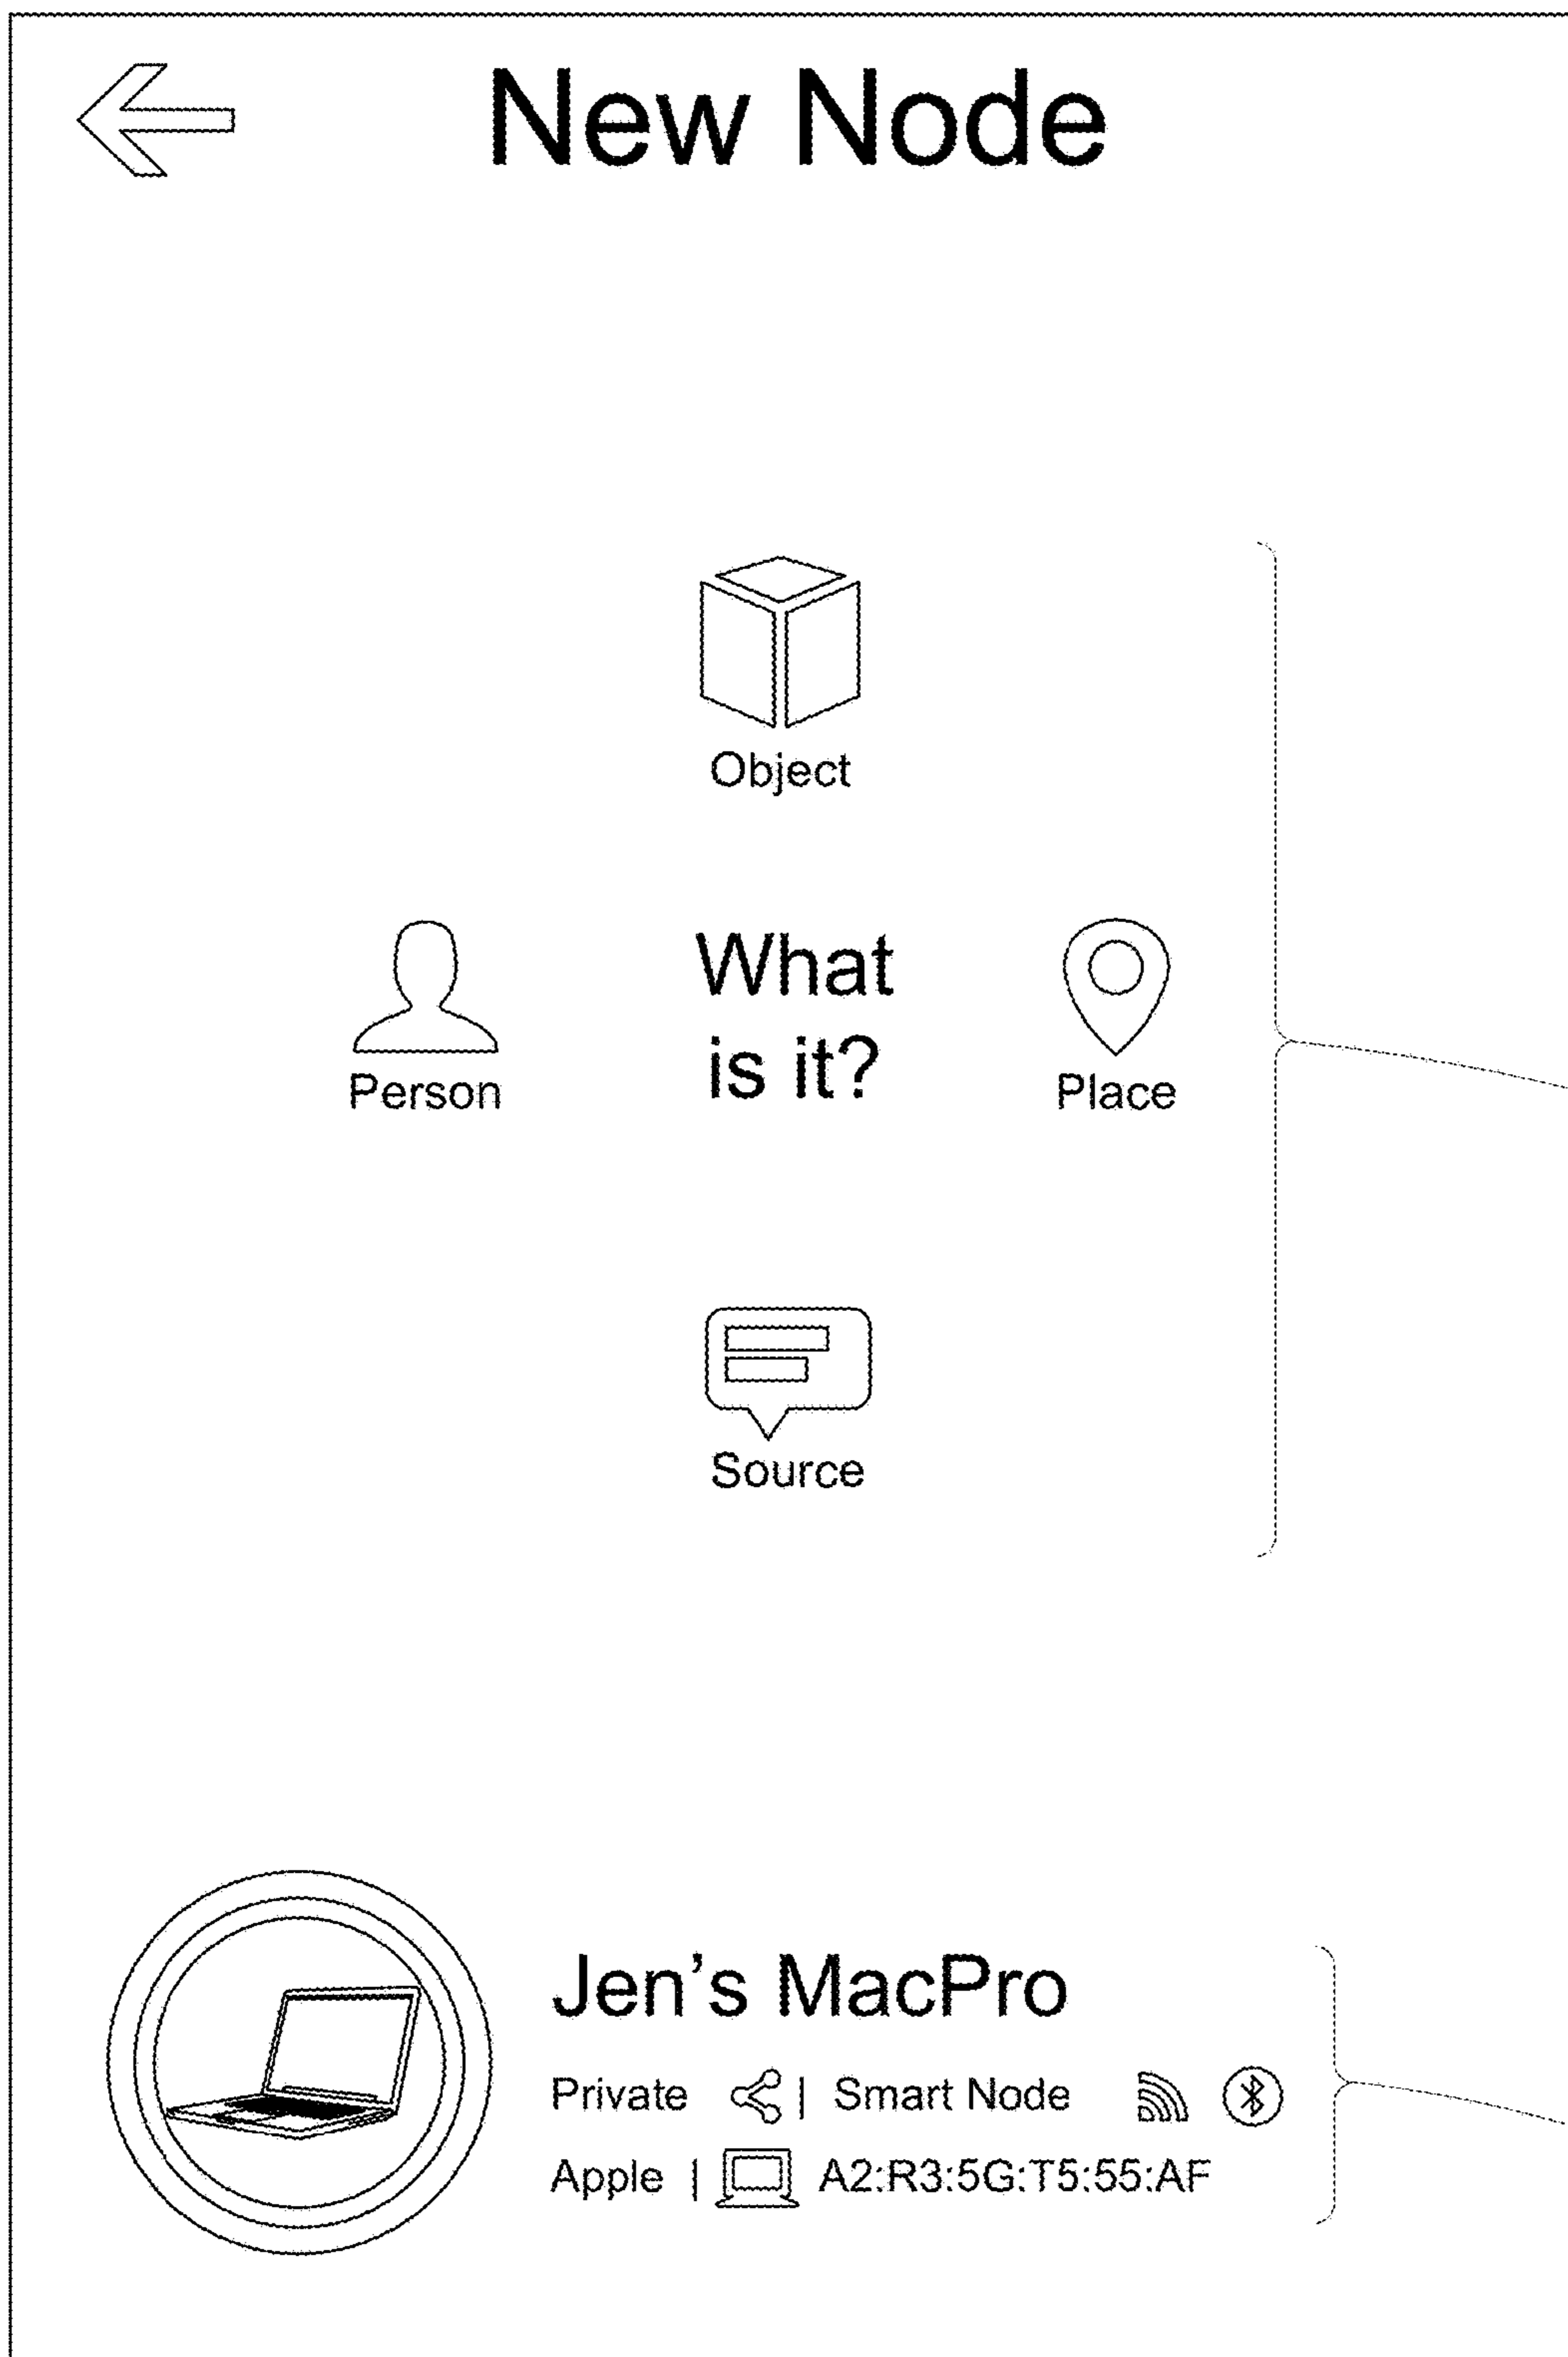 New Node
Object
What
is it?
Person
Place
Source
Jen’s MacPro
Private | Smart Node
Apple | A2:R3:5G:T5:55:AF